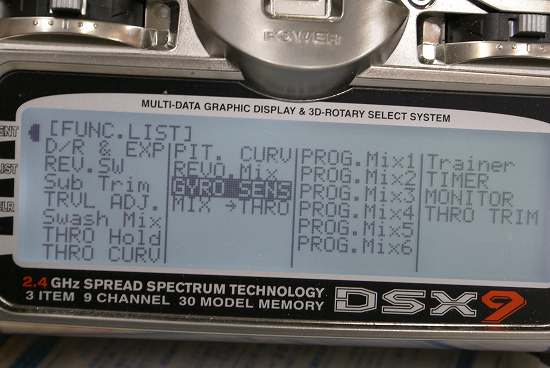 POWER
MULTI-DATA GRAPHIC DISPLAY & 3D-ROTARY SELECT SYSTEM
[FUNC.LIST]
D/R & EXP
REV.SW
Sub Trim
TRVL ADJ.
Swash Mix
THRO Hold
THRO CURV
PIT. CURV
REVO.Mix
GYRO SENS
MIX →THRO
PROG.Mix1
PROG.Mix2
PROG.Mix3
PROG.Mix4
PROG.Mix5
PROG.Mix6
Trainer
TIMER
MONITOR
THRO TRIM
2.4 GHz SPREAD SPECTRUM TECHNOLOGY
3 ITEM 9 CHANNEL 30 MODEL MEMORY
DSX9